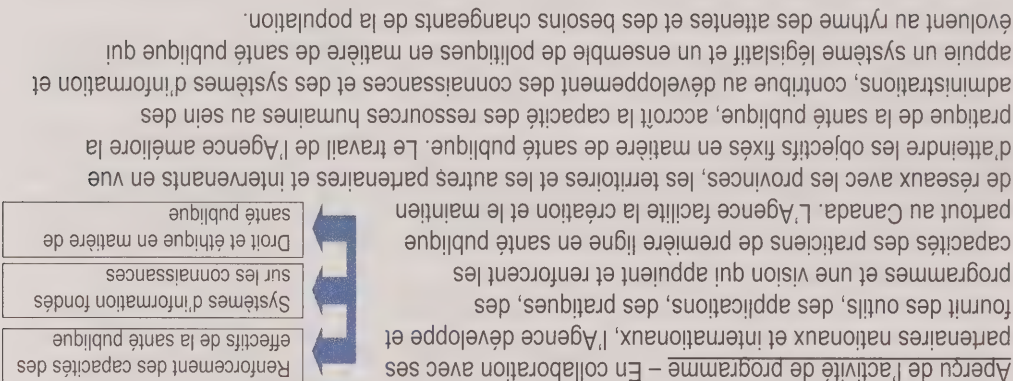 Aperçu de l'activité de programme – En collaboration avec ses
partenaires nationaux et internationaux, l'Agence développe et
fournit des outils, des applications, des pratiques, des
programmes et une vision qui appuient et renforcent les
capacités des praticiens de première ligne en santé publique
partout au Canada. L'Agence facilite la création et le maintien
de réseaux avec les provinces, les territoires et les autres partenaires et intervenants en vue
d'atteindre les objectifs fixés en matière de santé publique. Le travail de l'Agence améliore la
pratique de la santé publique, accroît la capacité des ressources humaines au sein des
administrations, contribue au développement des connaissances et des systèmes d'information et
appuie un système législatif et un ensemble de politiques en matière de santé publique qui
évoluent au rythme des attentes et des besoins changeants de la population.
Renforcement des capacités des
effectifs de la santé publique
Systèmes d'information fondés
sur les connaissances
Droit et éthique en matière de
santé publique